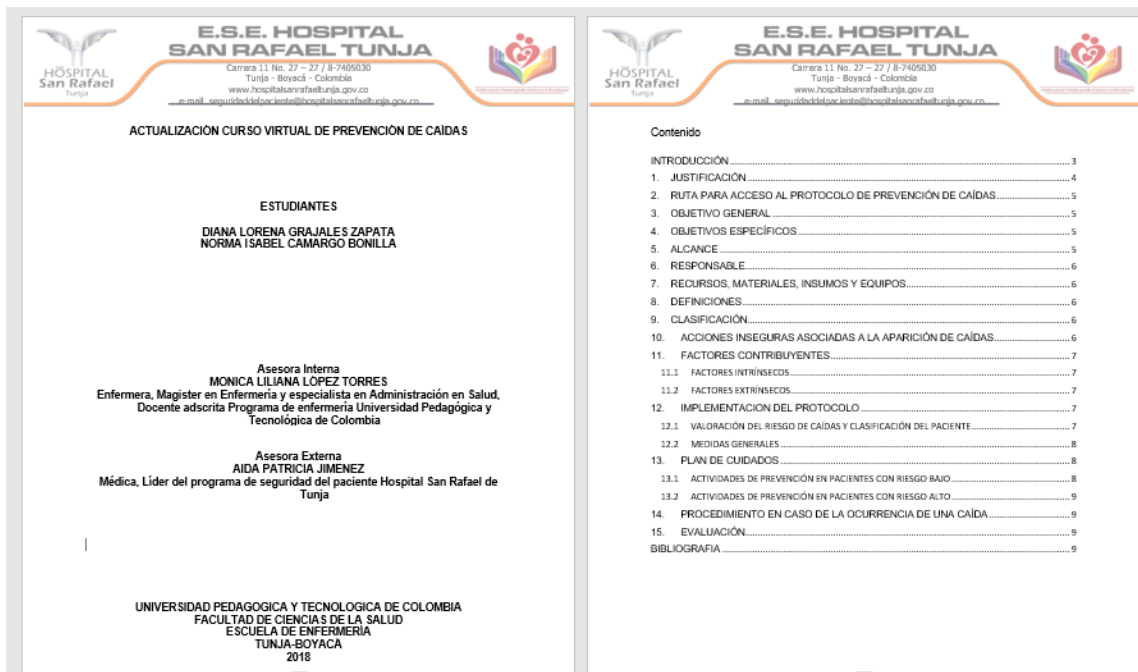 HOSPITAL
San Rafael
Tunja
E.S.E. HOSPITAL
SAN RAFAEL TUNJA
Carrera 11 No. 27 – 27 / 8-7405030
Tunja - Boyacá - Colombia
www.hospitalsanrafaeltunja.gov.co
e-mail. seguridaddelpaciente@hospitalsanrafaeltunja.gov.co
ACTUALIZACIÓN CURSO VIRTUAL DE PREVENCIÓN DE CAÍDAS
ESTUDIANTES
DIANA LORENA GRAJALES ZAPATA
NORMA ISABEL CAMARGO BONILLA
Asesora Interna
MONICA LILIANA LÓPEZ TORRES
Enfermera, Magister en Enfermería y especialista en Administración en Salud,
Docente adscrita Programa de enfermería Universidad Pedagógica y
Tecnológica de Colombia
Asesora Externa
AIDA PATRICIA JIMENEZ
Médica, Líder del programa de seguridad del paciente Hospital San Rafael de
Tunja
UNIVERSIDAD PEDAGOGICA Y TECNOLOGICA DE COLOMBIA
FACULTAD DE CIENCIAS DE LA SALUD
ESCUELA DE ENFERMERÍA
TUNJA-BOYACÁ
2018
HOSPITAL
San Rafael
Tunja
E.S.E. HOSPITAL
SAN RAFAEL TUNJA
Carrera 11 No. 27 – 27 / 8-7405030
Tunja - Boyacá - Colombia
www.hospitalsanrafaeltunja.gov.co
e-mail. seguridaddelpaciente@hospitalsanrafaeltunja.gov.co
Contenido
INTRODUCCIÓN 3
1. JUSTIFICACIÓN 4
2. RUTA PARA ACCESO AL PROTOCOLO DE PREVENCIÓN DE CAÍDAS 5
3. OBJETIVO GENERAL 5
4. OBJETIVOS ESPECÍFICOS 5
5. ALCANCE 5
6. RESPONSABLE 6
7. RECURSOS, MATERIALES, INSUMOS Y EQUIPOS 6
8. DEFINICIONES 6
9. CLASIFICACIÓN 6
10. ACCIONES INSEGURAS ASOCIADAS A LA APARICIÓN DE CAÍDAS 6
11. FACTORES CONTRIBUYENTES 7
11.1 FACTORES INTRÍNSECOS 7
11.2 FACTORES EXTRÍNSECOS 7
12. IMPLEMENTACION DEL PROTOCOLO 7
12.1 VALORACIÓN DEL RIESGO DE CAÍDAS Y CLASIFICACIÓN DEL PACIENTE 7
12.2 MEDIDAS GENERALES 8
13. PLAN DE CUIDADOS 8
13.1 ACTIVIDADES DE PREVENCIÓN EN PACIENTES CON RIESGO BAJO 8
13.2 ACTIVIDADES DE PREVENCIÓN EN PACIENTES CON RIESGO ALTO 9
14. PROCEDIMIENTO EN CASO DE LA OCURRENCIA DE UNA CAÍDA 9
15. EVALUACIÓN 9
BIBLIOGRAFIA 9